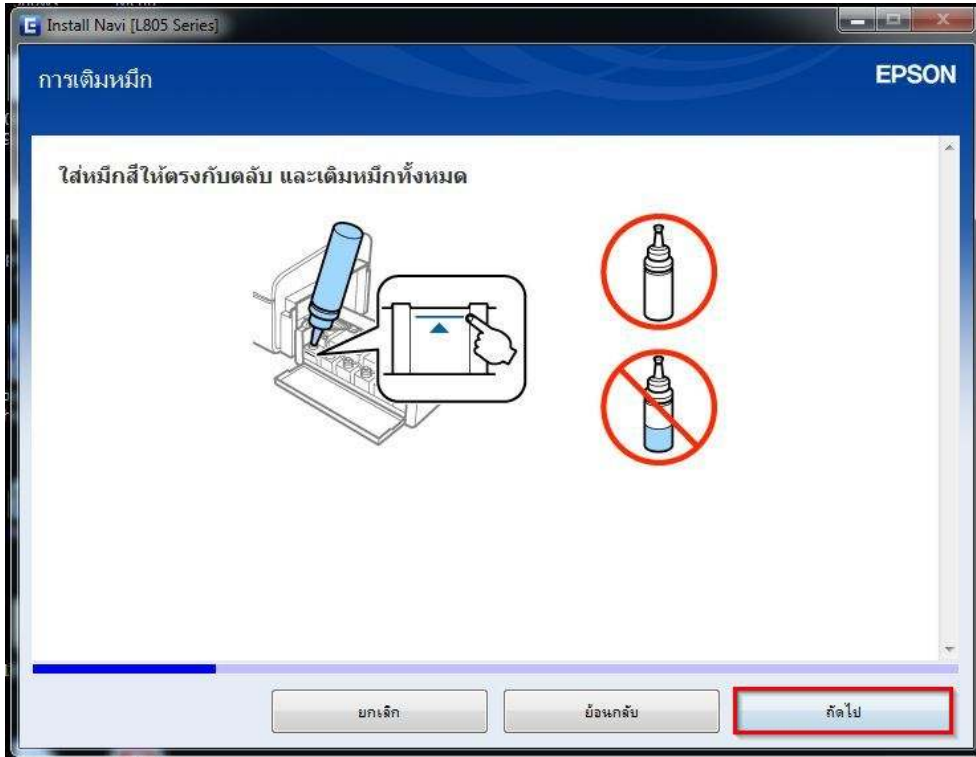 Install Navi [L805 Series]
การเติมหมึก
EPSON
ใส่หมึกสีให้ตรงกับตลับ และเติมหมึกทั้งหมด
ยกเลิก
ย้อนกลับ
ถัดไป